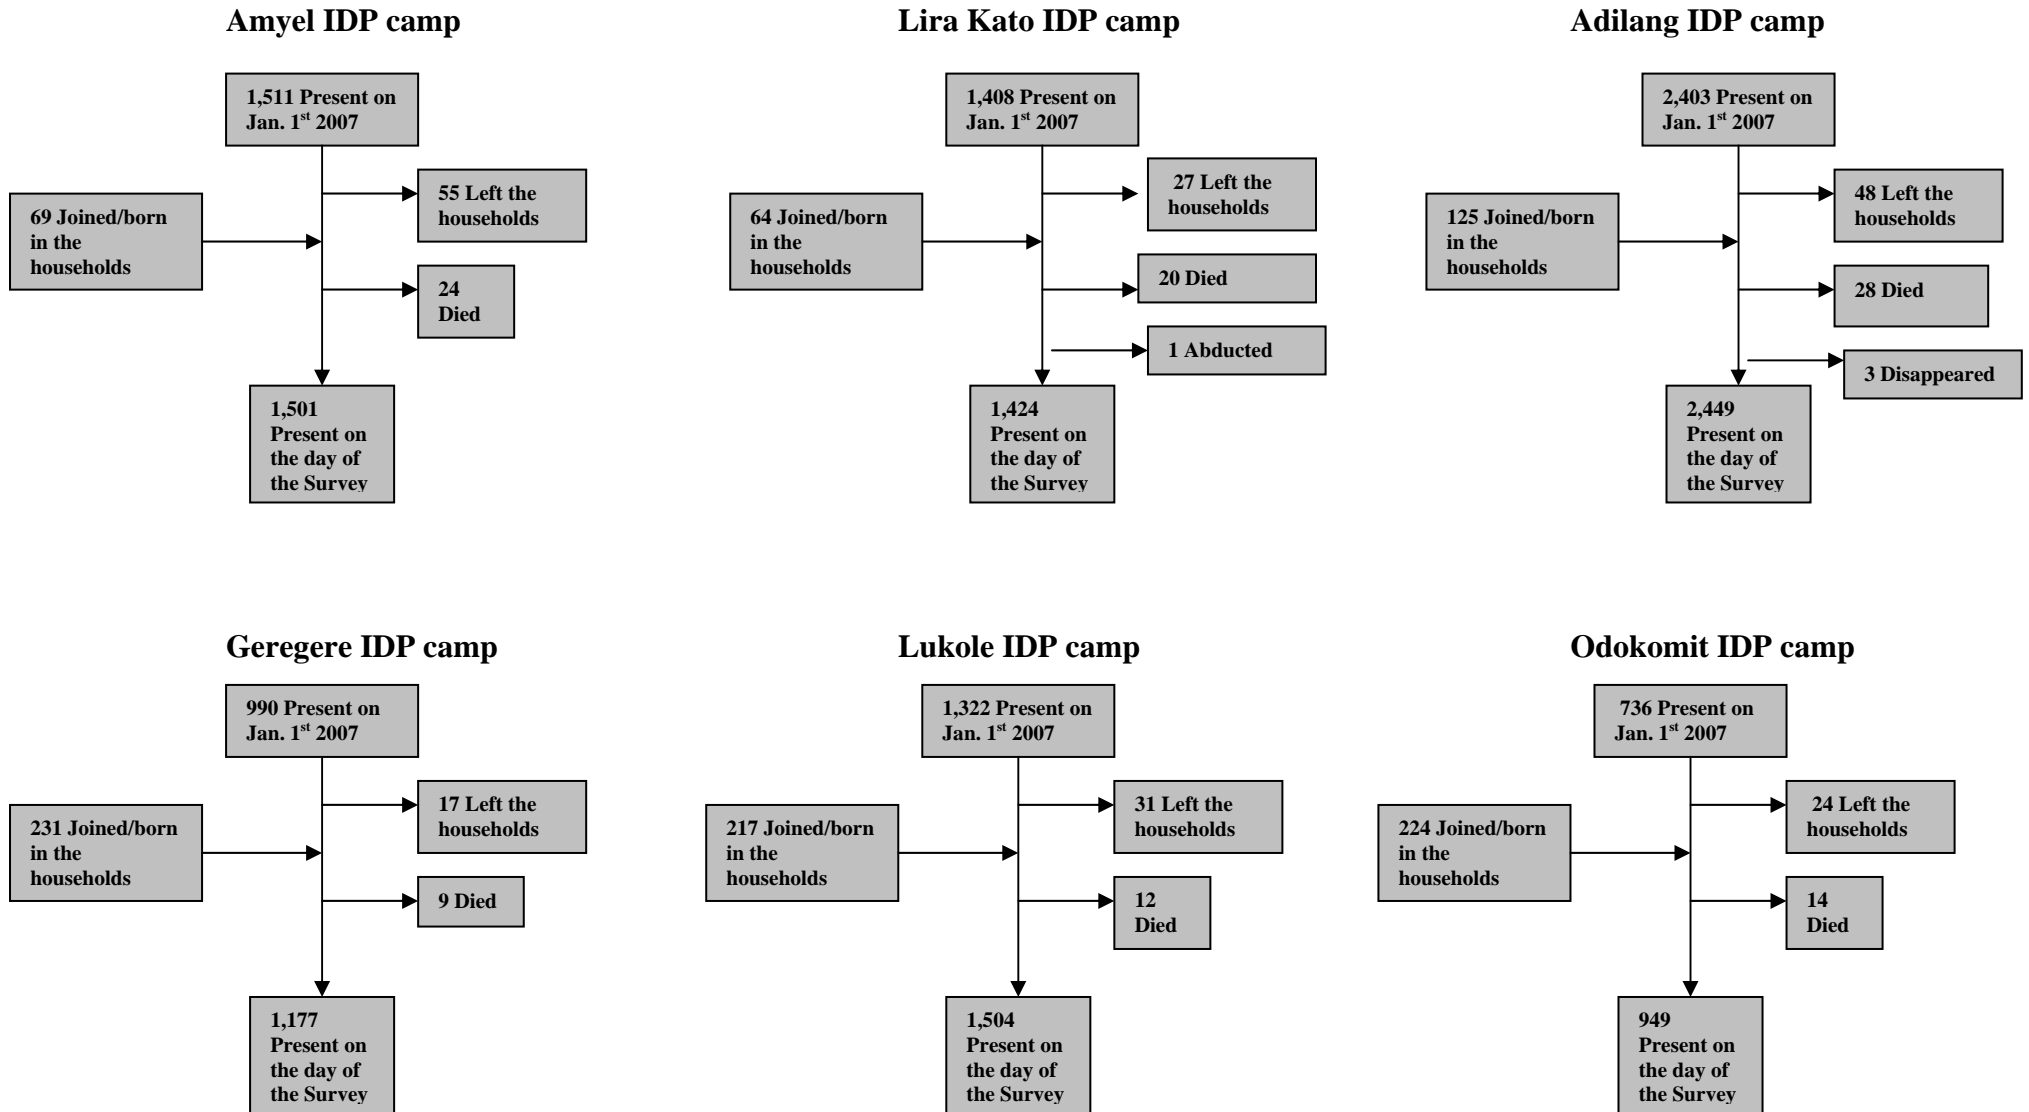 Amyel IDP camp
1,511 Present on
Jan. 1st 2007
55 Left the
households
69 Joined/born
in the
households
24
Died
1,501
Present on
the day of
the Survey
Lira Kato IDP camp
1,408 Present on
Jan. 1st 2007
27 Left the
households
64 Joined/born
in the
households
20 Died
1 Abducted
1,424
Present on
the day of
the Survey
Adilang IDP camp
2,403 Present on
Jan. 1st 2007
48 Left the
households
125 Joined/born
in the
households
28 Died
3 Disappeared
2,449
Present on
the day of
the Survey
Geregere IDP camp
990 Present on
Jan. 1st 2007
17 Left the
households
231 Joined/born
in the
households
9 Died
1,177
Present on
the day of
the Survey
Lukole IDP camp
1,322 Present on
Jan. 1st 2007
31 Left the
households
217 Joined/born
in the
households
12
Died
1,504
Present on
the day of
the Survey
Odokomit IDP camp
736 Present on
Jan. 1st 2007
24 Left the
households
224 Joined/born
in the
households
14
Died
949
Present on
the day of
the Survey